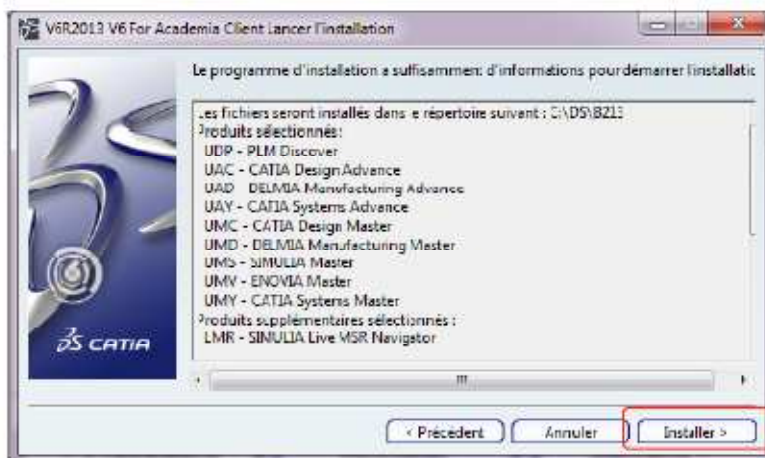 V6R2013 V6 For Academia Client Lancer l'installation
Le programme d'installation a suffisamment d'informations pour démarrer l'installatic
Les fichiers seront installés dans le répertoire suivant : C:\DS\B213
Produits sélectionnés:
UDP - PLM Discover
UAC - CATIA Design Advance
UAD - DELMIA Manufacturing Advance
UAY - CATIA Systems Advance
UMC - CATIA Design Master
UMD - DELMIA Manufacturing Master
UMS - SIMULIA Master
UMV - ENOVIA Master
UMY - CATIA Systems Master
Produits supplémentaires sélectionnés :
LMR - SIMULIA Live MSR Navigator
CATIA
< Précédent
Annuler
Installer >